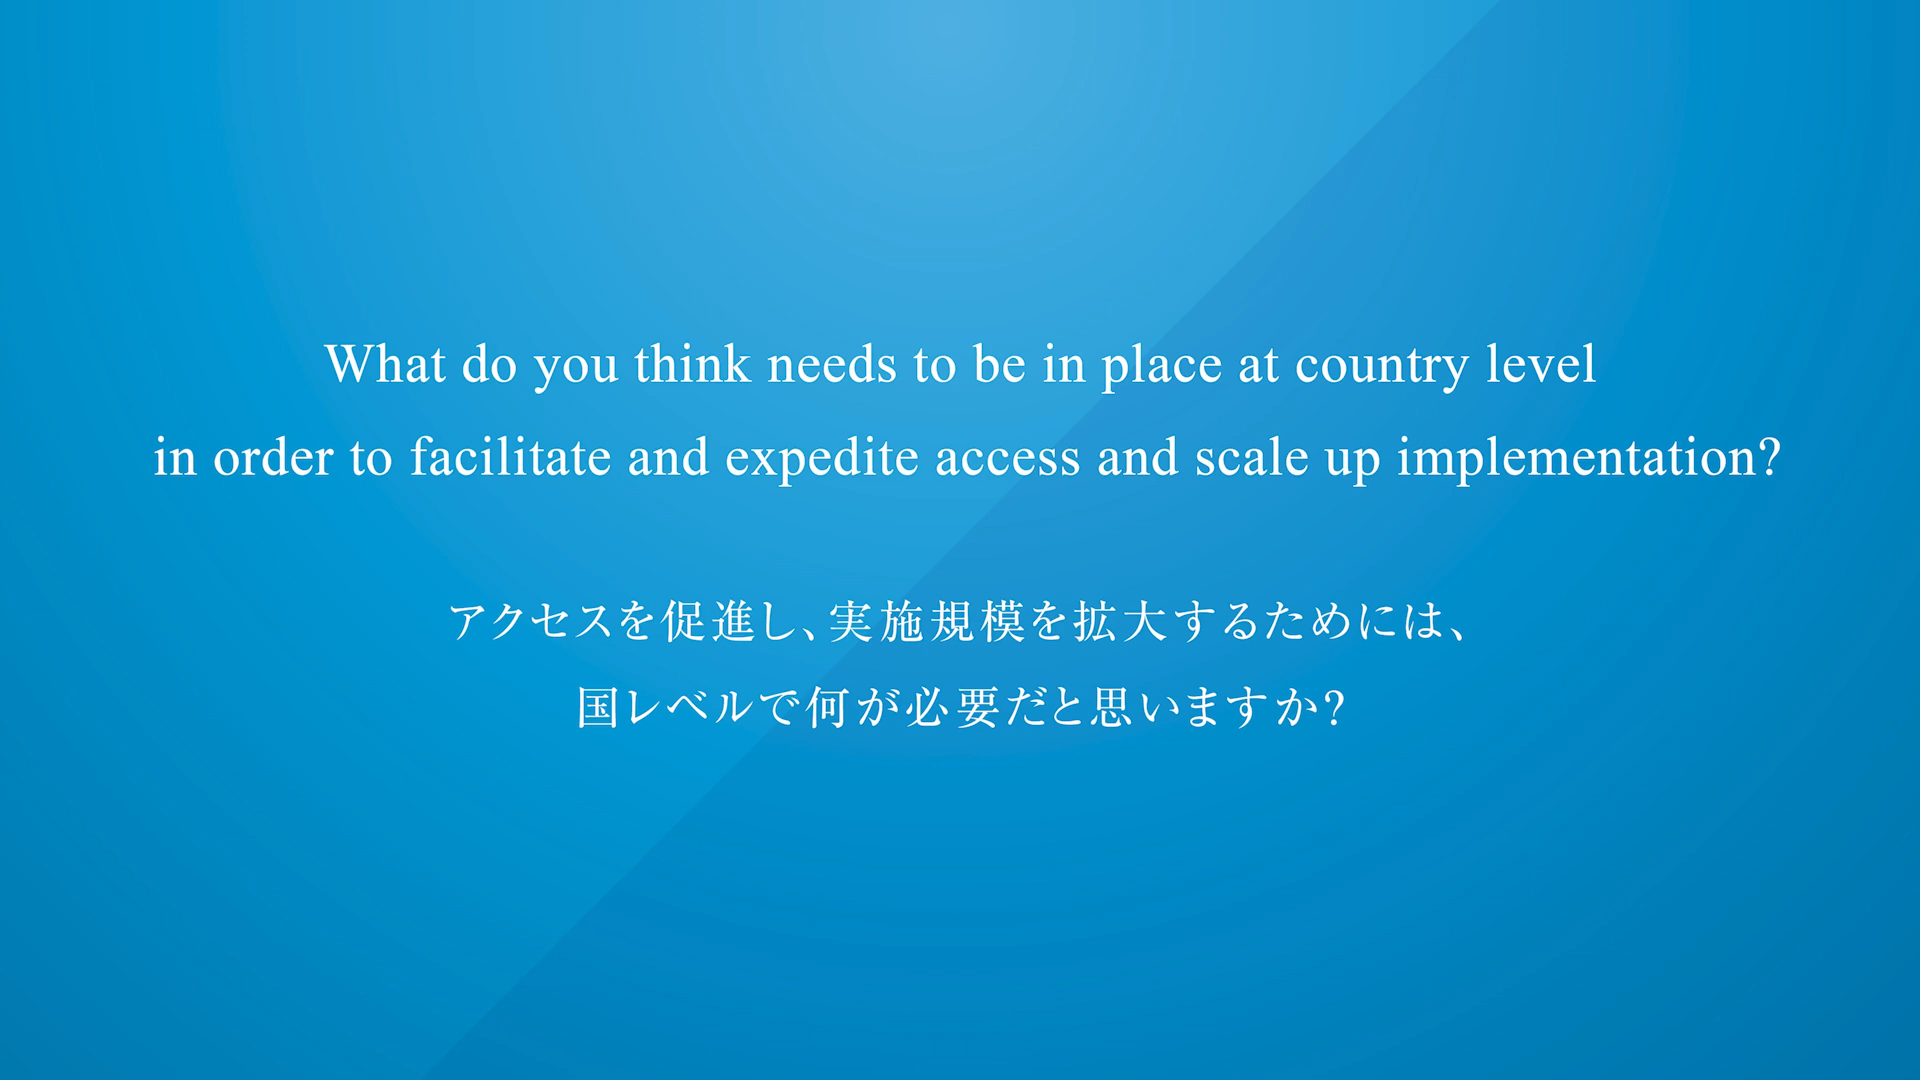 What do you think needs to be in place at country level
in order to facilitate and expedite access and scale up implementation?
アクセスを促進し、実施規模を拡大するためには、
国レベルで何が必要だと思いますか?